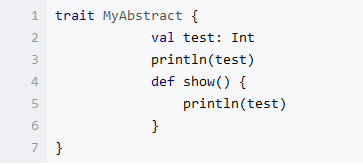 1 trait MyAbstract {
2 val test: Int
3 println(test)
4 def show() {
5 println(test)
6 }
7 }